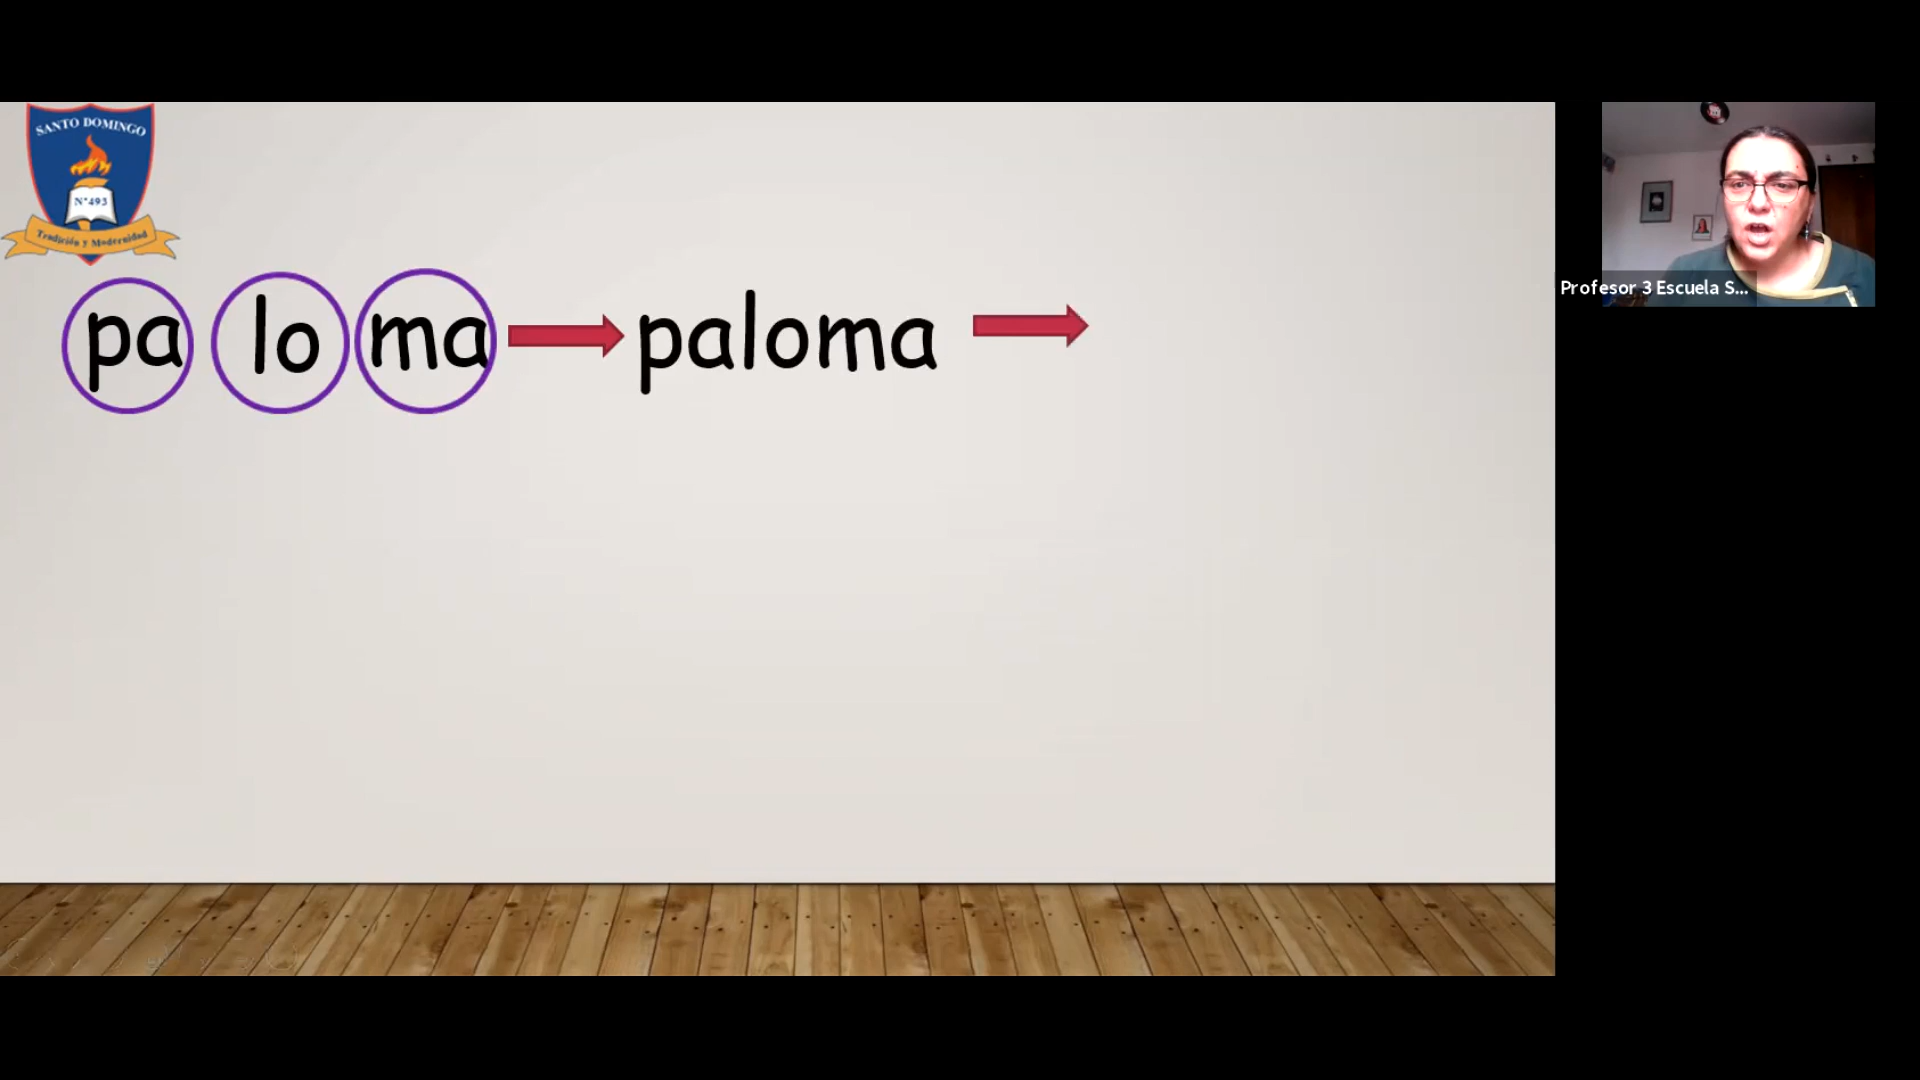 SANTO DOMINGO
N°493
Tradición y Modernidad
pa lo ma paloma
Profesor 3 Escuela S...